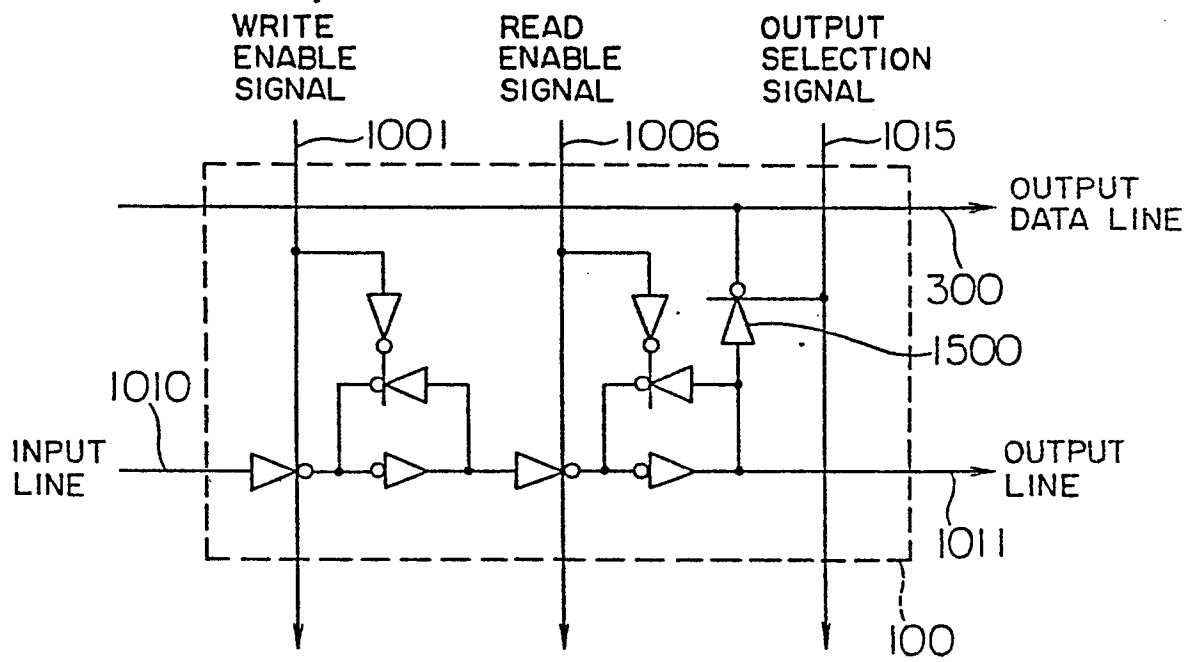 WRITE
ENABLE
SIGNAL
READ
ENABLE
SIGNAL
OUTPUT
SELECTION
SIGNAL
1001
1006
1015
OUTPUT
DATA LINE
300
1500
1010
INPUT
LINE
OUTPUT
LINE
1011
100